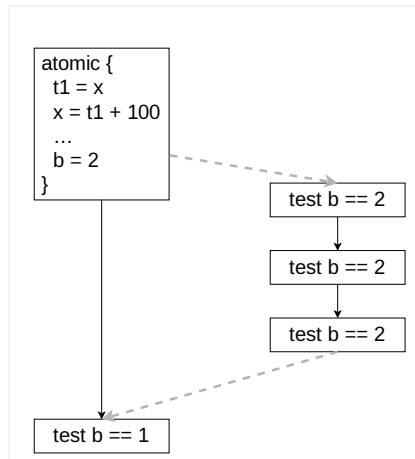 atomic {
t1 = x
x = t1 + 100
…
b = 2
}
test b == 2
test b == 2
test b == 2
test b == 1